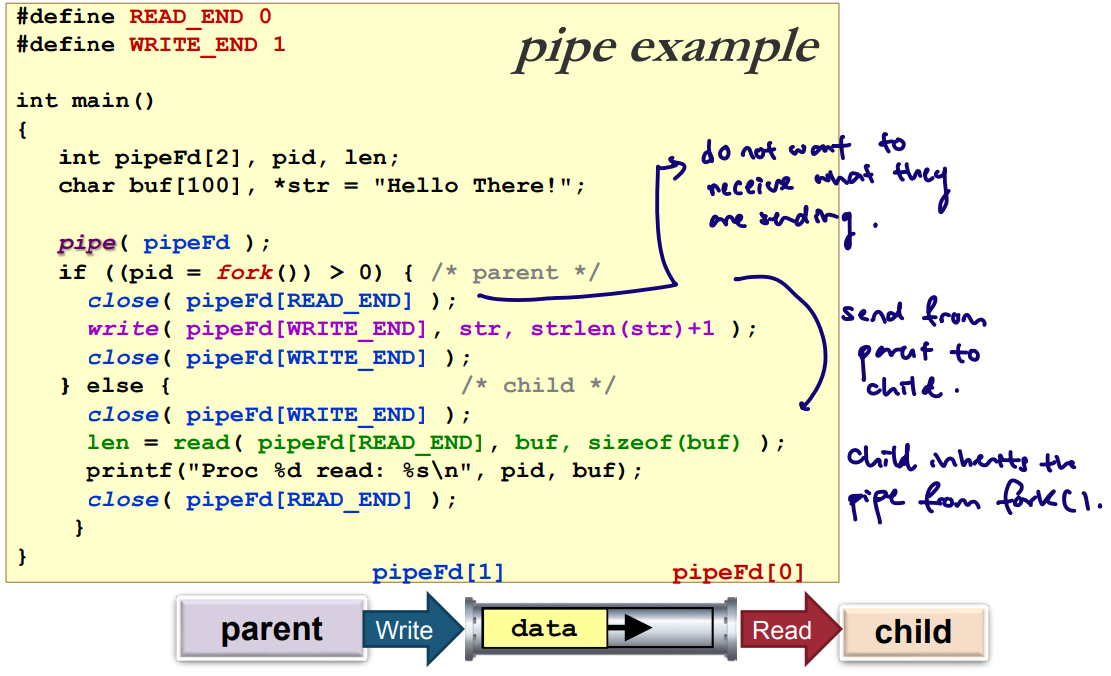 #define READ_END 0
#define WRITE_END 1
pipe example
int main()
{
int pipeFd[2], pid, len;
char buf[100], *str = "Hello There!";
pipe( pipeFd );
if ((pid = fork()) > 0) { /* parent */
close( pipeFd[READ_END] );
write( pipeFd[WRITE_END], str, strlen(str)+1 );
close( pipeFd[WRITE_END] );
} else { /* child */
close( pipeFd[WRITE_END] );
len = read( pipeFd[READ_END], buf, sizeof(buf) );
printf("Proc %d read: %s\n", pid, buf);
close( pipeFd[READ_END] );
}
}
do not want to
receive what they
are sending.
send from
parent to
child.
child inherits the
pipe from fork().
pipeFd[1] pipeFd[0]
parent Write data Read child